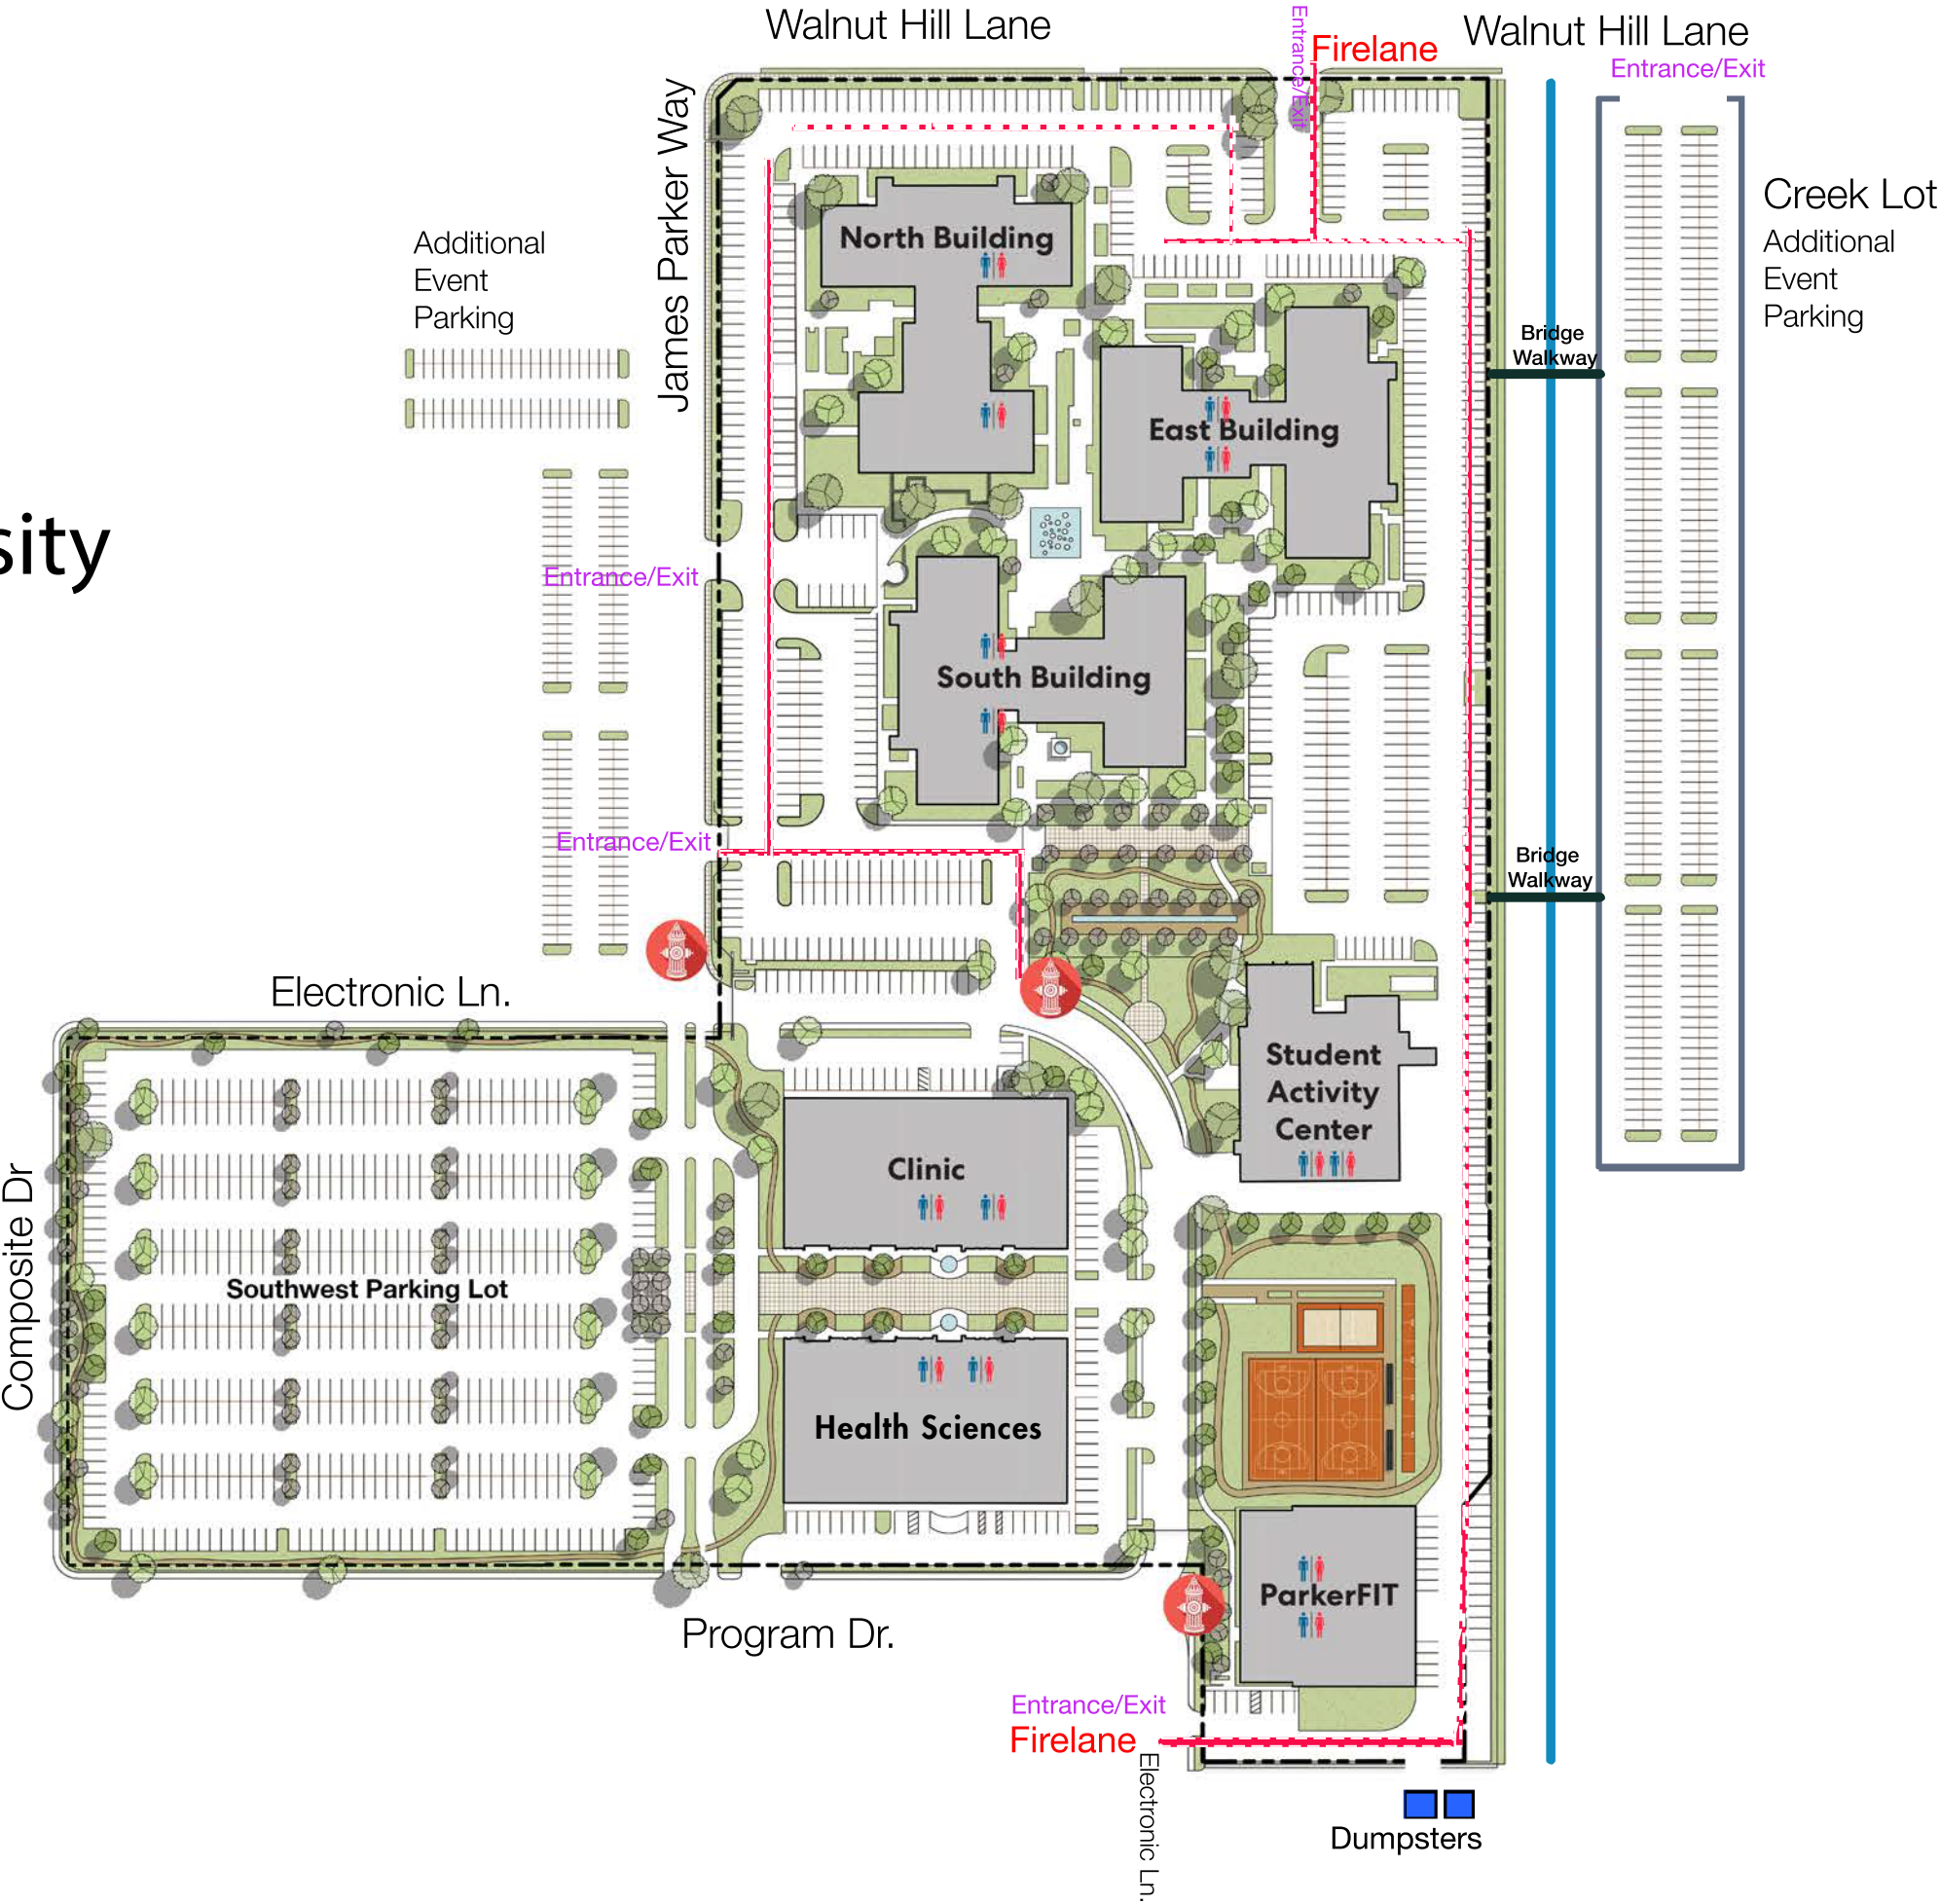 Walnut Hill Lane
Entrance/Exit
Firelane
Walnut Hill Lane
Entrance/Exit
James Parker Way
Creek Lot
Additional
Event
Parking
Additional
Event
Parking
North Building
Bridge
Walkway
East Building
sity
Entrance/Exit
South Building
Entrance/Exit
Bridge
Walkway
Electronic Ln.
Student
Activity
Center
Clinic
Composite Dr
Southwest Parking Lot
Health Sciences
ParkerFIT
Program Dr.
Entrance/Exit
Firelane
Electronic Ln.
Dumpsters